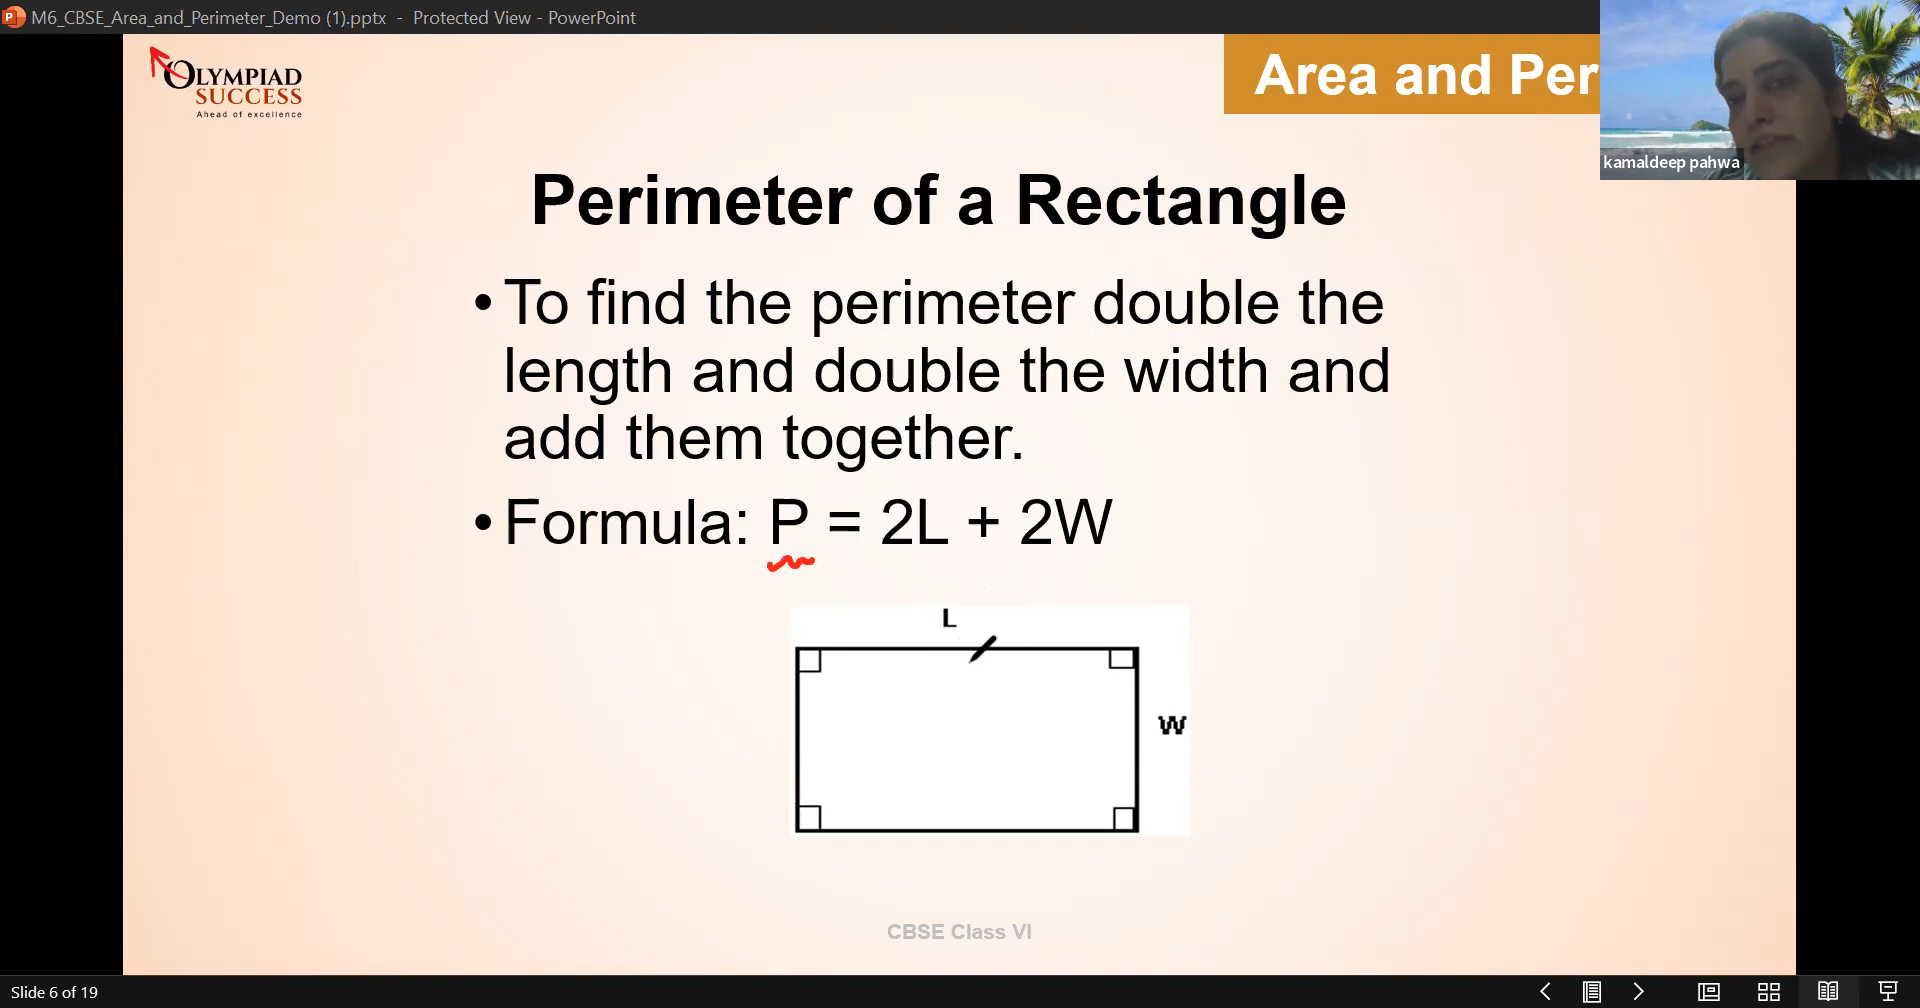 M6_CBSE_Area_and_Perimeter_Demo (1).pptx - Protected View - PowerPoint
OLYMPIAD
SUCCESS
Ahead of excellence
Area and Per
kamaldeep pahwa
Perimeter of a Rectangle
• To find the perimeter double the
length and double the width and
add them together.
• Formula: P = 2L + 2W
L
W
CBSE Class VI
Slide 6 of 19